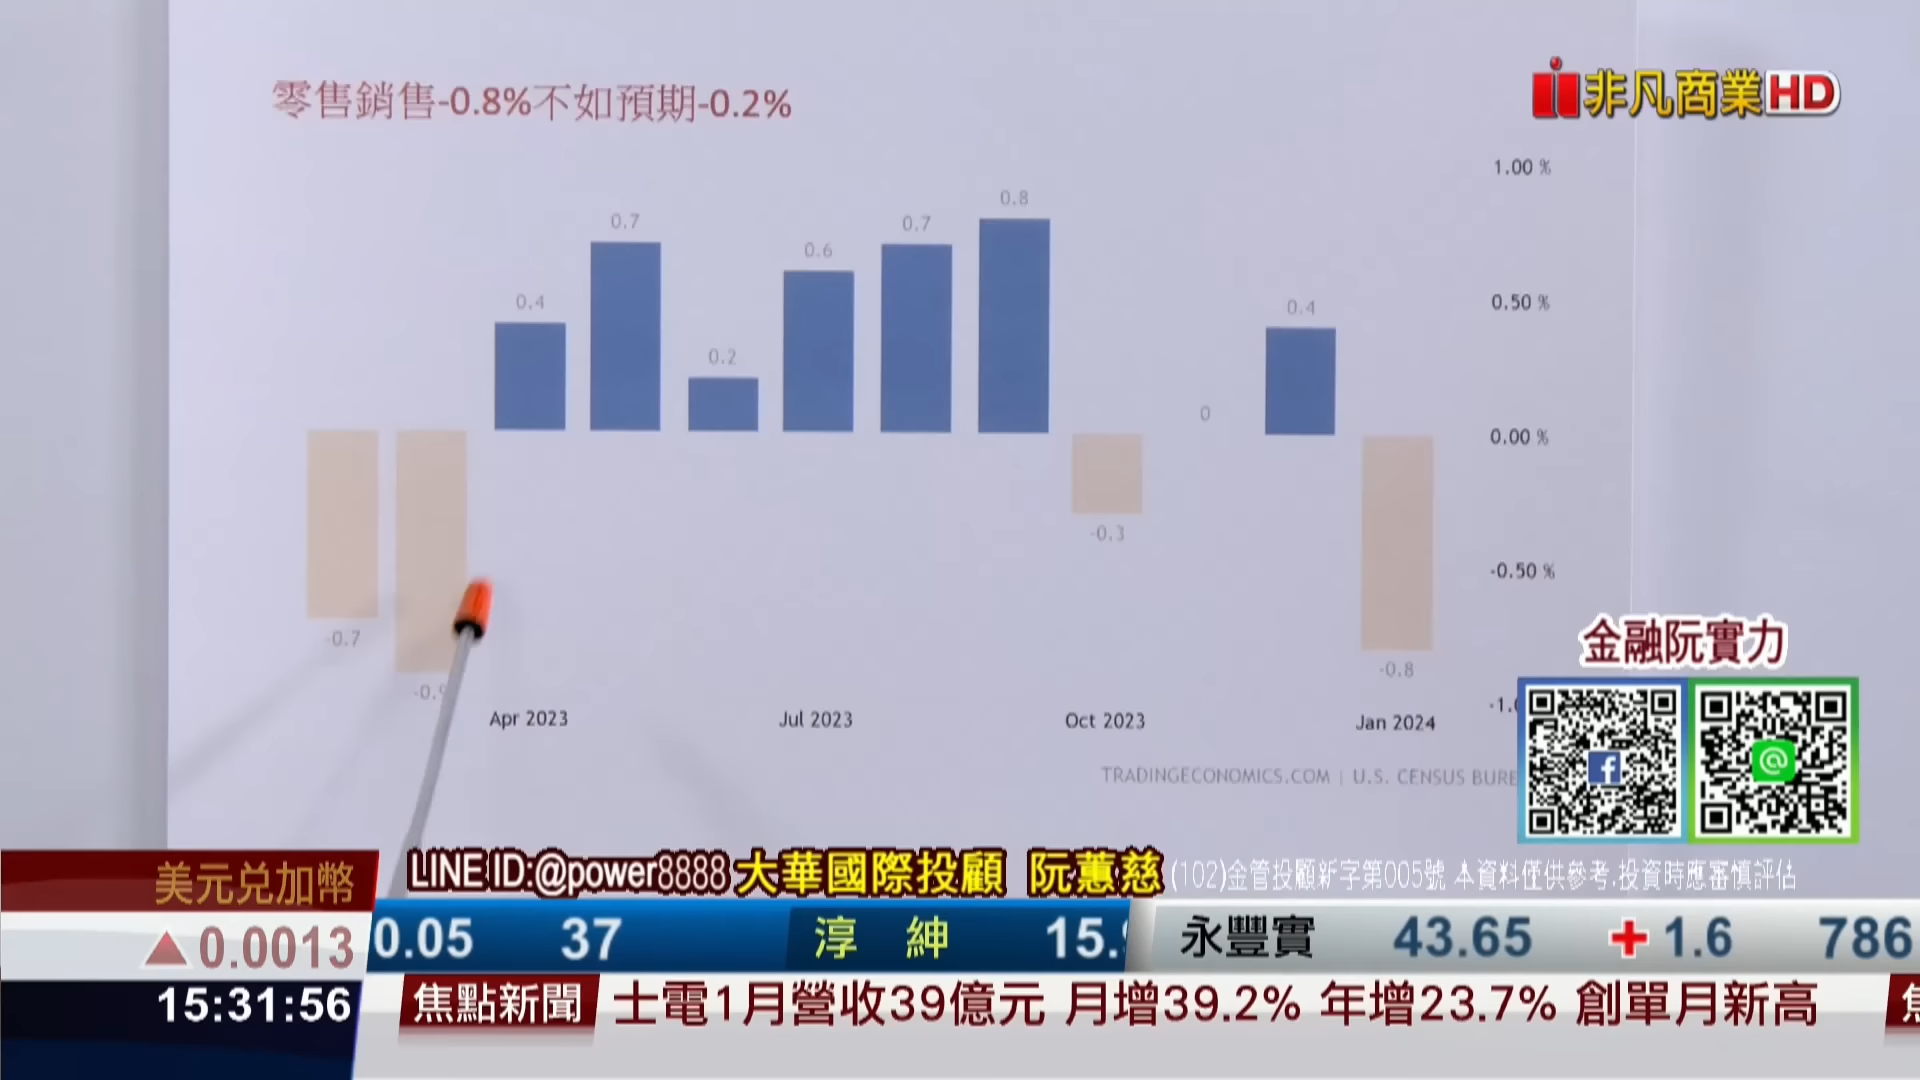 零售銷售-0.8%不如預期-0.2%
非凡商業HD
1.00 %
0.8
0.7
0.7
0.6
0.50 %
0.4
0.4
0.2
0
0.00 %
-0.3
-0.50 %
-0.7
-0.8
金融阮實力
Apr 2023
Jul 2023
Oct 2023
Jan 2024
TRADINGECONOMICS.COM | U.S. CENSUS
LINE ID:@power8888 大華國際投顧 阮蕙慈 (102)金管投顧新字第005號 本資料僅供參考.投資時應審慎評估
美元兌加幣
▲0.0013
0.05 37 淳紳 永豐實 43.65 +1.6 786
15:31:56
焦點新聞 士電1月營收39億元 月增39.2% 年增23.7% 創單月新高